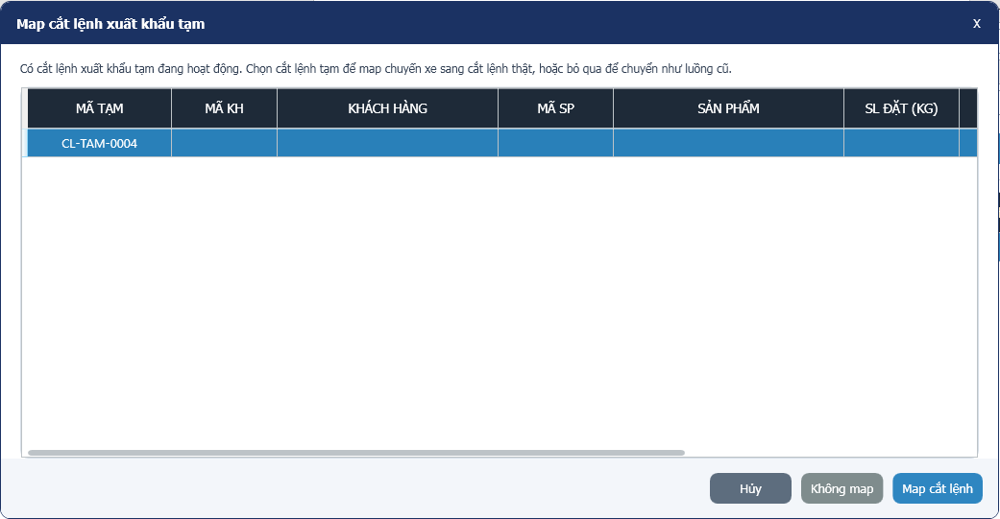 Map cắt lệnh xuất khẩu tạm
X
Có cắt lệnh xuất khẩu tạm đang hoạt động. Chọn cắt lệnh tạm để map chuyến xe sang cắt lệnh thật, hoặc bỏ qua để chuyển như luồng cũ.
MÃ TẠM MÃ KH KHÁCH HÀNG MÃ SP SẢN PHẨM SL ĐẶT (KG)
CL-TAM-0004
Hủy Không map Map cắt lệnh